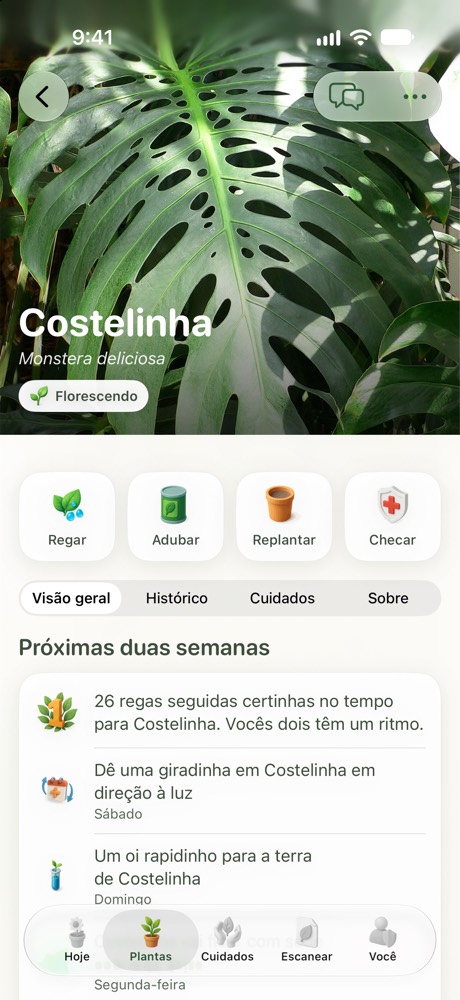 9:41
Costelinha
Monstera deliciosa
Florescendo
Regar
Adubar
Replantar
Checar
Visão geral
Histórico
Cuidados
Sobre
Próximas duas semanas
26 regas seguidas certinhas no tempo
para Costelinha. Vocês dois têm um ritmo.
Dê uma giradinha em Costelinha em
direção à luz
Sábado
Um oi rapidinho para a terra
de Costelinha
Domingo
Hoje
Plantas
Cuidados
Escanear
Você
Segunda-feira